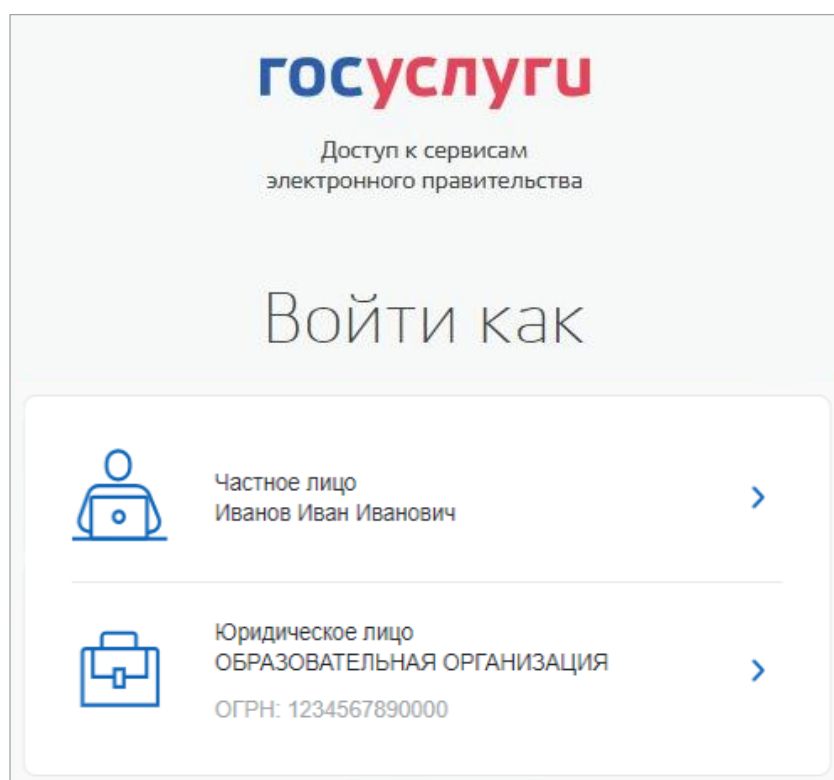 госуслуги
Доступ к сервисам
электронного правительства
Войти как
Частное лицо
Иванов Иван Иванович
Юридическое лицо
ОБРАЗОВАТЕЛЬНАЯ ОРГАНИЗАЦИЯ
ОГРН: 1234567890000